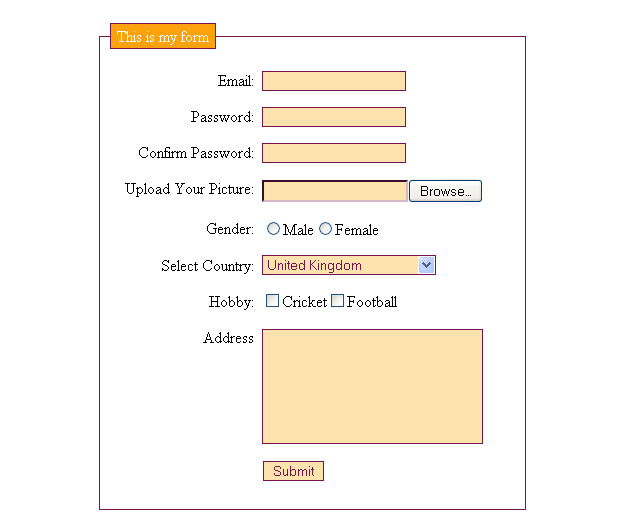 This is my form
Email:
Password:
Confirm Password:
Upload Your Picture: Browse...
Gender: Male Female
Select Country: United Kingdom
Hobby: Cricket Football
Address
Submit